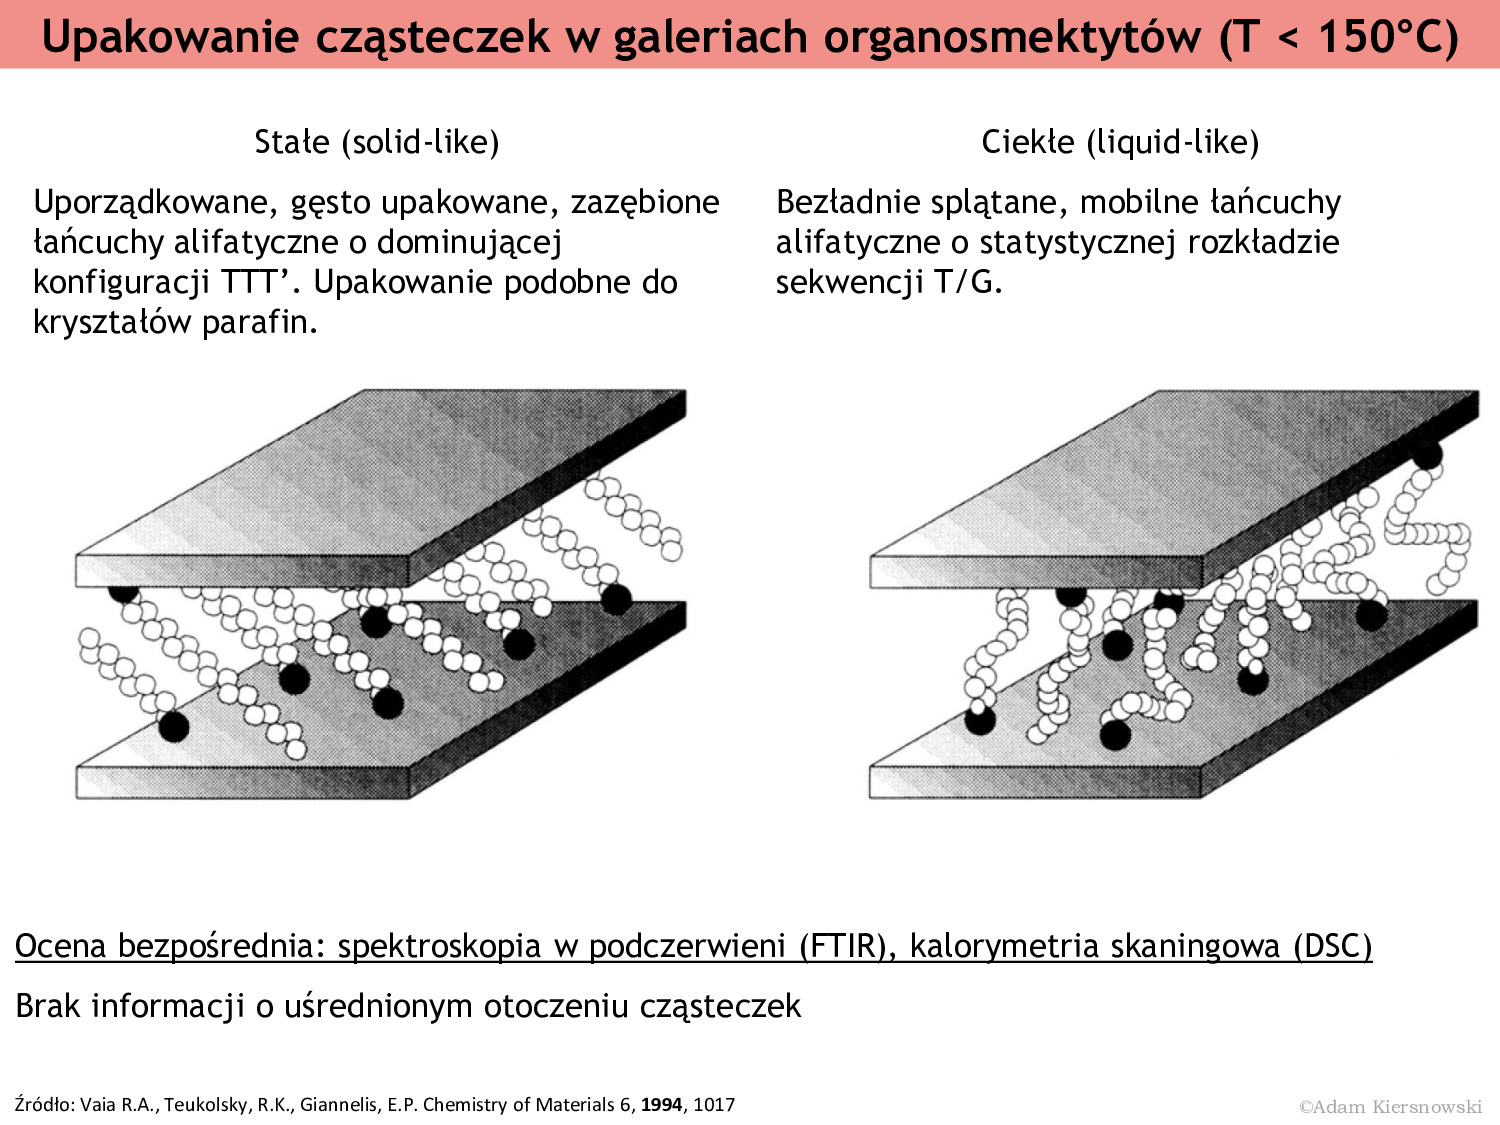 Upakowanie cząsteczek w galeriach organosmektytów (T < 150°C)
Stałe (solid-like)
Uporządkowane, gęsto upakowane, zazębione
łańcuchy alifatyczne o dominującej
konfiguracji TTT’. Upakowanie podobne do
kryształów parafin.
Ciekłe (liquid-like)
Bezładnie splątane, mobilne łańcuchy
alifatyczne o statystycznej rozkładzie
sekwencji T/G.
Ocena bezpośrednia: spektroskopia w podczerwieni (FTIR), kalorymetria skaningowa (DSC)
Brak informacji o uśrednionym otoczeniu cząsteczek
Źródło: Vaia R.A., Teukolsky, R.K., Giannelis, E.P. Chemistry of Materials 6, 1994, 1017
©Adam Kiersnowski